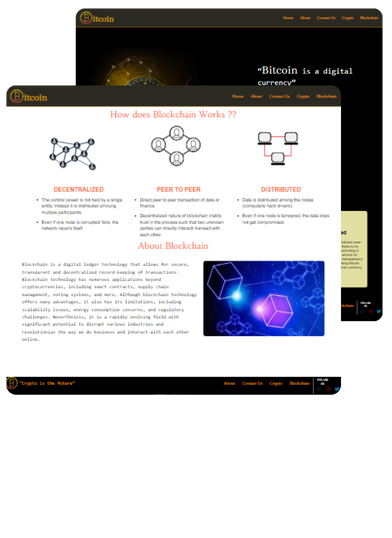 Bitcoin
Home About Contact Us Crypto Blockchain
"Bitcoin is a digital
currency"
Bitcoin
Home About Contact Us Crypto Blockchain
How does Blockchain Works ??
DECENTRALIZED
• The control power is not held by a single
entity, instead it is distributed among
multiple participants.
• Even if one node is corrupted/ fails, the
network repairs itself.
PEER TO PEER
• Direct peer to peer transaction of data or
finance.
• Decentralized nature of blockchain instills
trust in the process such that two unknown
parties can directly interact/ transact with
each other.
DISTRIBUTED
• Data is distributed among the nodes
(computers/ hard drivers).
• Even if one node is tampered, the data does
not get compromised.
About Blockchain
Blockchain is a digital ledger technology that allows for secure,
transparent and decentralized record-keeping of transactions.
Blockchain technology has numerous applications beyond
cryptocurrencies, including smart contracts, supply chain
management, voting systems, and more. Although blockchain technology
offers many advantages, it also has its limitations, including
scalability issues, energy consumption concerns, and regulatory
challenges. Nevertheless, it is a rapidly evolving field with
significant potential to disrupt various industries and
revolutionize the way we do business and interact with each other
online.
FOLLOW
US
"Crypto is the Future"
About Contact Us Crypto Blockchain
FOLLOW
US